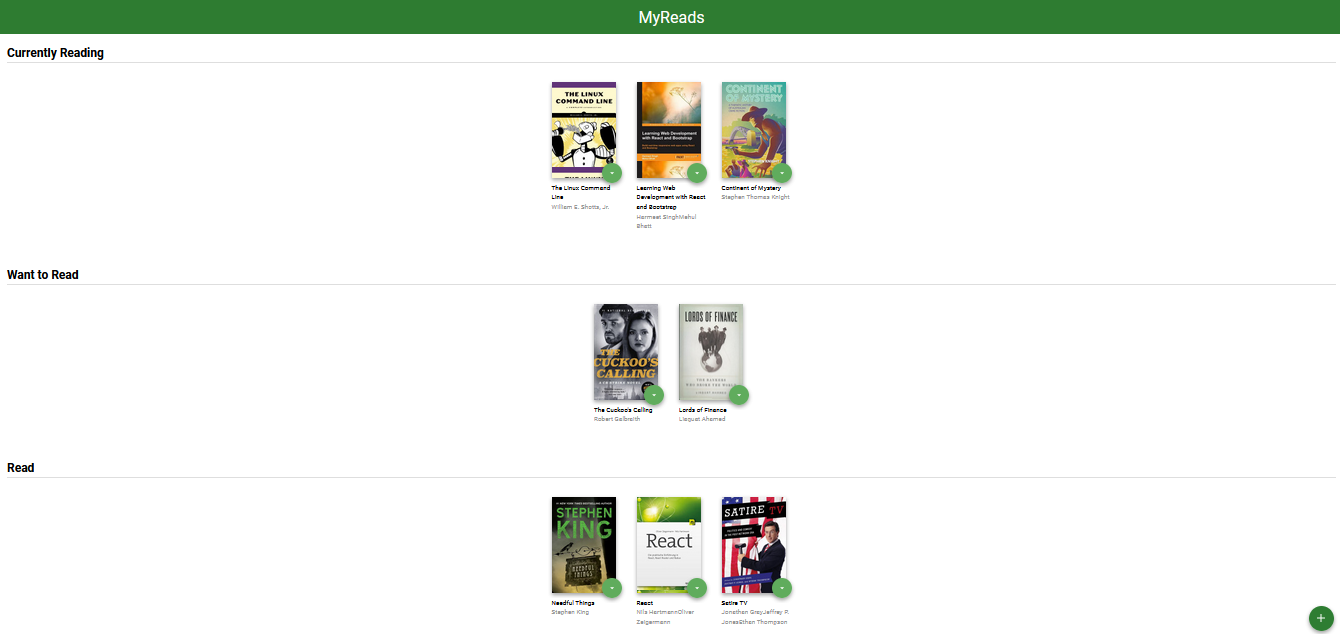 MyReads
Currently Reading
THE LINUX
COMMAND LINE
Learning Web Development
with React and Bootstrap
CONTINENT
OF MYSTERY
The Linux Command
Line
William E. Shotts, Jr.
Learning Web
Development with React
and Bootstrap
Harmeet SinghMehul
Bhatt
Continent of Mystery
Stephen Thomas Knight
Want to Read
THE
CUCKOO'S
CALLING
LORDS OF FINANCE
The Cuckoo's Calling
Robert Galbraith
Lords of Finance
Liaquat Ahamed
Read
STEPHEN
KING
NEEDFUL
THINGS
React
SATIRE TV
Needful Things
Stephen King
React
Nils HartmannOliver
Zeigermann
Satire TV
Jonathan GrayJeffrey P.
JonesEthan Thompson
+